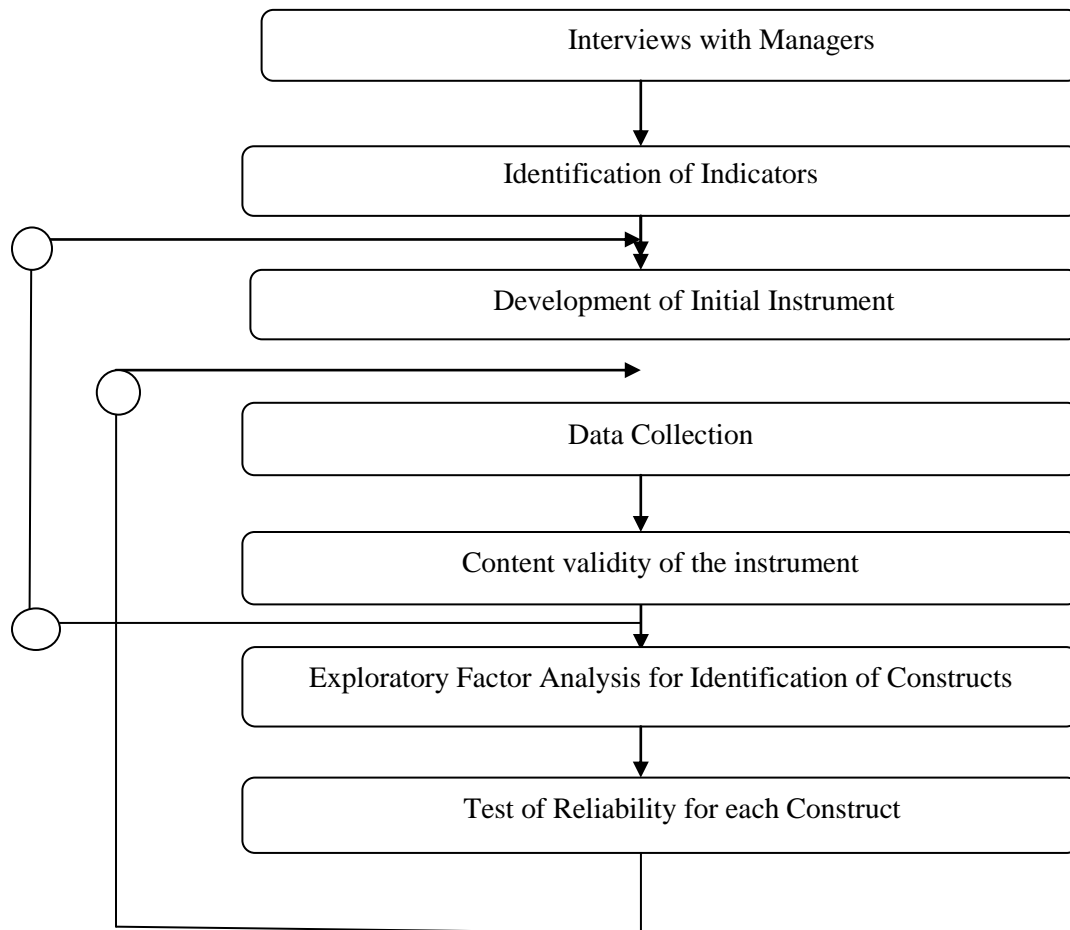 Interviews with Managers
Identification of Indicators
Development of Initial Instrument
Data Collection
Content validity of the instrument
Exploratory Factor Analysis for Identification of Constructs
Test of Reliability for each Construct